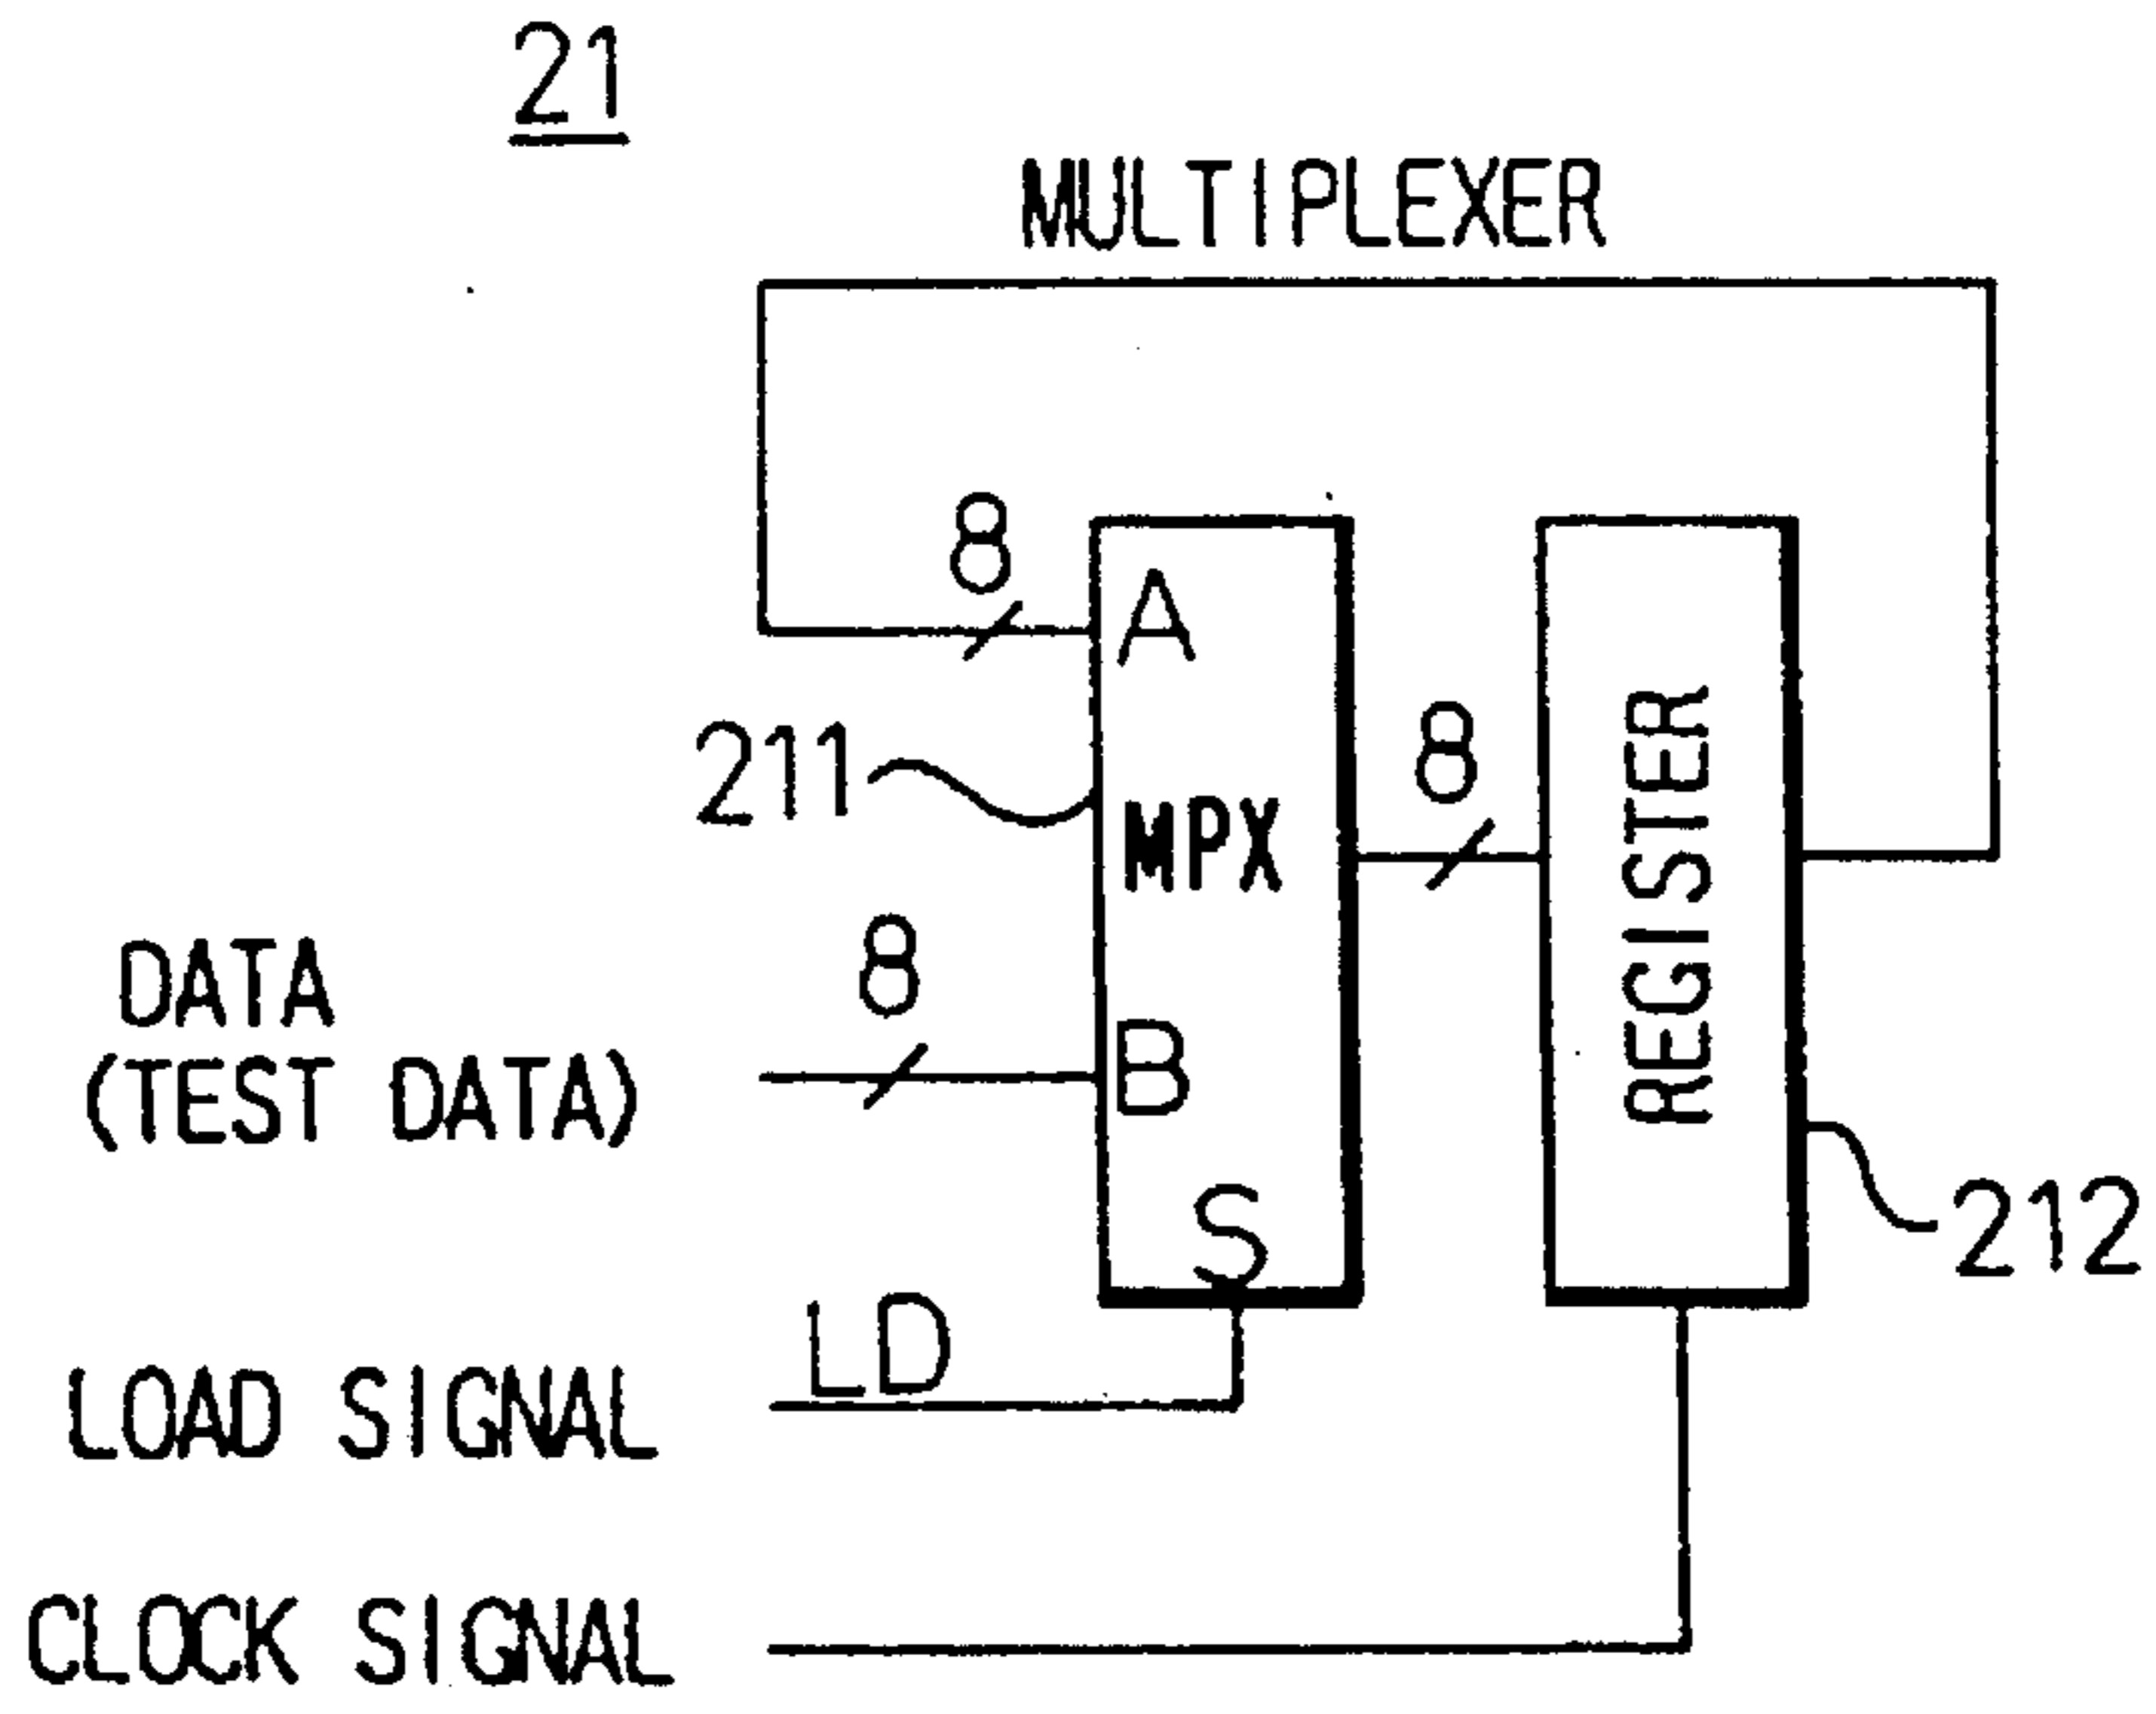 21
MULTIPLEXER
8
A
211
MPX
8
REGISTER
DATA
(TEST DATA)
8
B
S
212
LD
LOAD SIGNAL
CLOCK SIGNAL